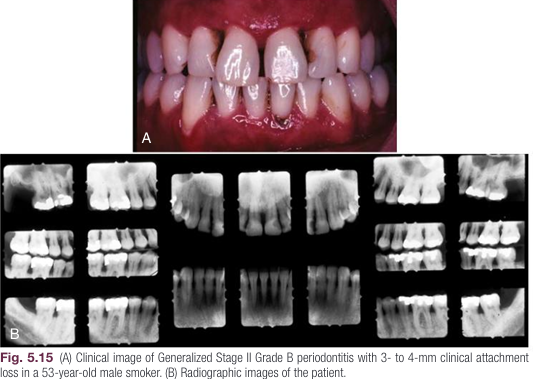 A
B
Fig. 5.15 (A) Clinical image of Generalized Stage II Grade B periodontitis with 3- to 4-mm clinical attachment
loss in a 53-year-old male smoker. (B) Radiographic images of the patient.